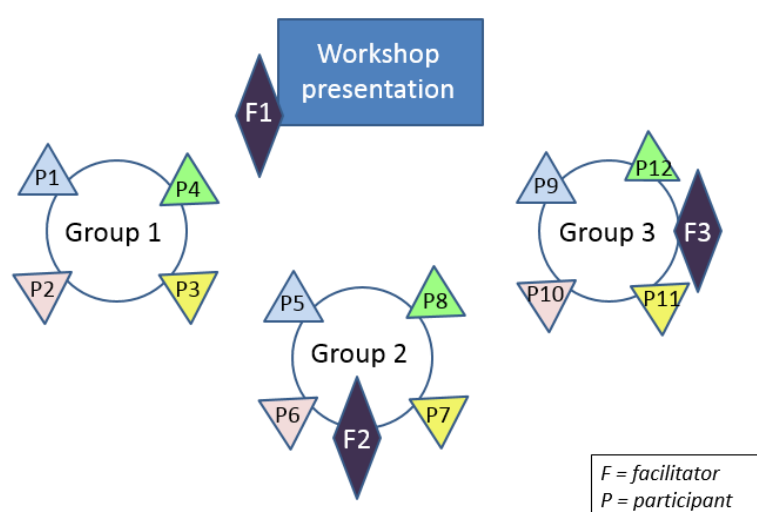 Workshop
presentation
F1
P1
P4
Group 1
P2
P3
P5
P8
Group 2
P6
P7
F2
P9
P12
Group 3
F3
P10
P11
F = facilitator
P = participant